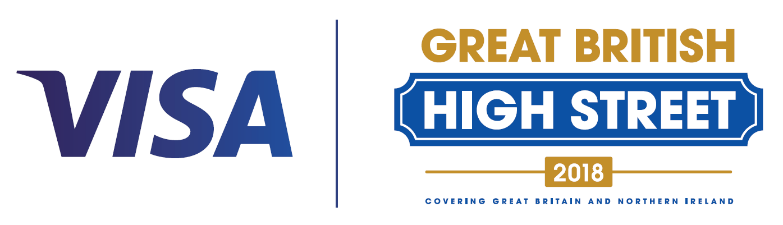 VISA
GREAT BRITISH
HIGH STREET
2018
COVERING GREAT BRITAIN AND NORTHERN IRELAND